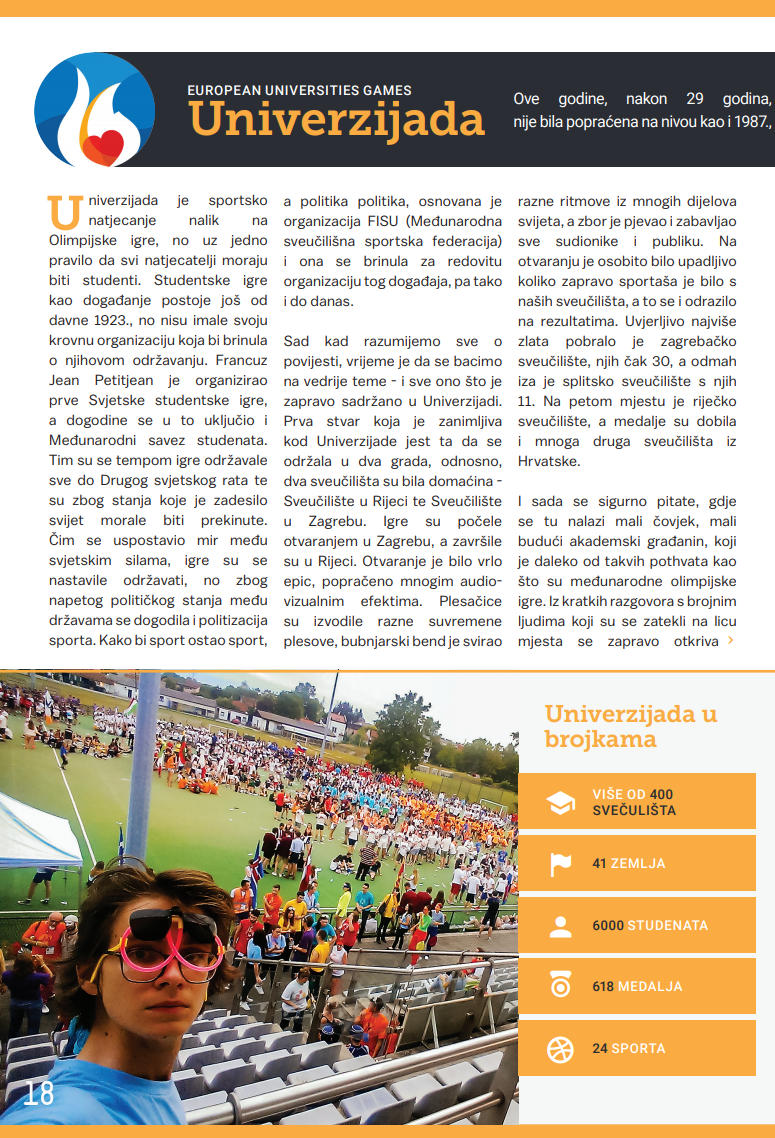 EUROPEAN UNIVERSITIES GAMES
Univerzijada
Ove godine, nakon 29 godina,
nije bila popraćena na nivou kao i 1987.,
Univerzijada je sportsko
natjecanje nalik na
Olimpijske igre, no uz jedno
pravilo da svi natjecatelji moraju
biti studenti. Studentske igre
kao događanje postoje još od
davne 1923., no nisu imale svoju
krovnu organizaciju koja bi brinula
o njihovom održavanju. Francuz
Jean Petitjean je organizirao
prve Svjetske studentske igre,
a dogodine se u to uključio i
Međunarodni savez studenata.
Tim su se tempom igre održavale
sve do Drugog svjetskog rata te
su zbog stanja koje je zadesilo
svijet morale biti prekinute.
Čim se uspostavio mir među
svjetskim silama, igre su se
nastavile održavati, no zbog
napetog političkog stanja među
državama se dogodila i politizacija
sporta. Kako bi sport ostao sport,
a politika politika, osnovana je
organizacija FISU (Međunarodna
sveučilišna sportska federacija)
i ona se brinula za redovitu
organizaciju tog događaja, pa tako
i do danas.
Sad kad razumijemo sve o
povijesti, vrijeme je da se bacimo
na vedrije teme - i sve ono što je
zapravo sadržano u Univerzijadi.
Prva stvar koja je zanimljiva
kod Univerzijade jest ta da se
održala u dva grada, odnosno,
dva sveučilišta su bila domaćina -
Sveučilište u Rijeci te Sveučilište
u Zagrebu. Igre su počele
otvaranjem u Zagrebu, a završile
su u Rijeci. Otvaranje je bilo vrlo
epic, popračeno mnogim audio-
vizualnim efektima. Plesačice
su izvodile razne suvremene
plesove, bubnjarski bend je svirao
razne ritmove iz mnogih dijelova
svijeta, a zbor je pjevao i zabavljao
sve sudionike i publiku. Na
otvaranju je osobito bilo upadljivo
koliko zapravo sportaša je bilo s
naših sveučilišta, a to se i odrazilo
na rezultatima. Uvjerljivo najviše
zlata pobralo je zagrebačko
sveučilište, njih čak 30, a odmah
iza je splitsko sveučilište s njih
11. Na petom mjestu je riječko
sveučilište, a medalje su dobila
i mnoga druga sveučilišta iz
Hrvatske.
I sada se sigurno pitate, gdje
se tu nalazi mali čovjek, mali
budući akademski građanin, koji
je daleko od takvih pothvata kao
što su međunarodne olimpijske
igre. Iz kratkih razgovora s brojnim
ljudima koji su se zatekli na licu
mjesta se zapravo otkriva ›
Univerzijada u
brojkama
VIŠE OD 400
SVEČULIŠTA
41 ZEMLJA
6000 STUDENATA
618 MEDALJA
24 SPORTA
18